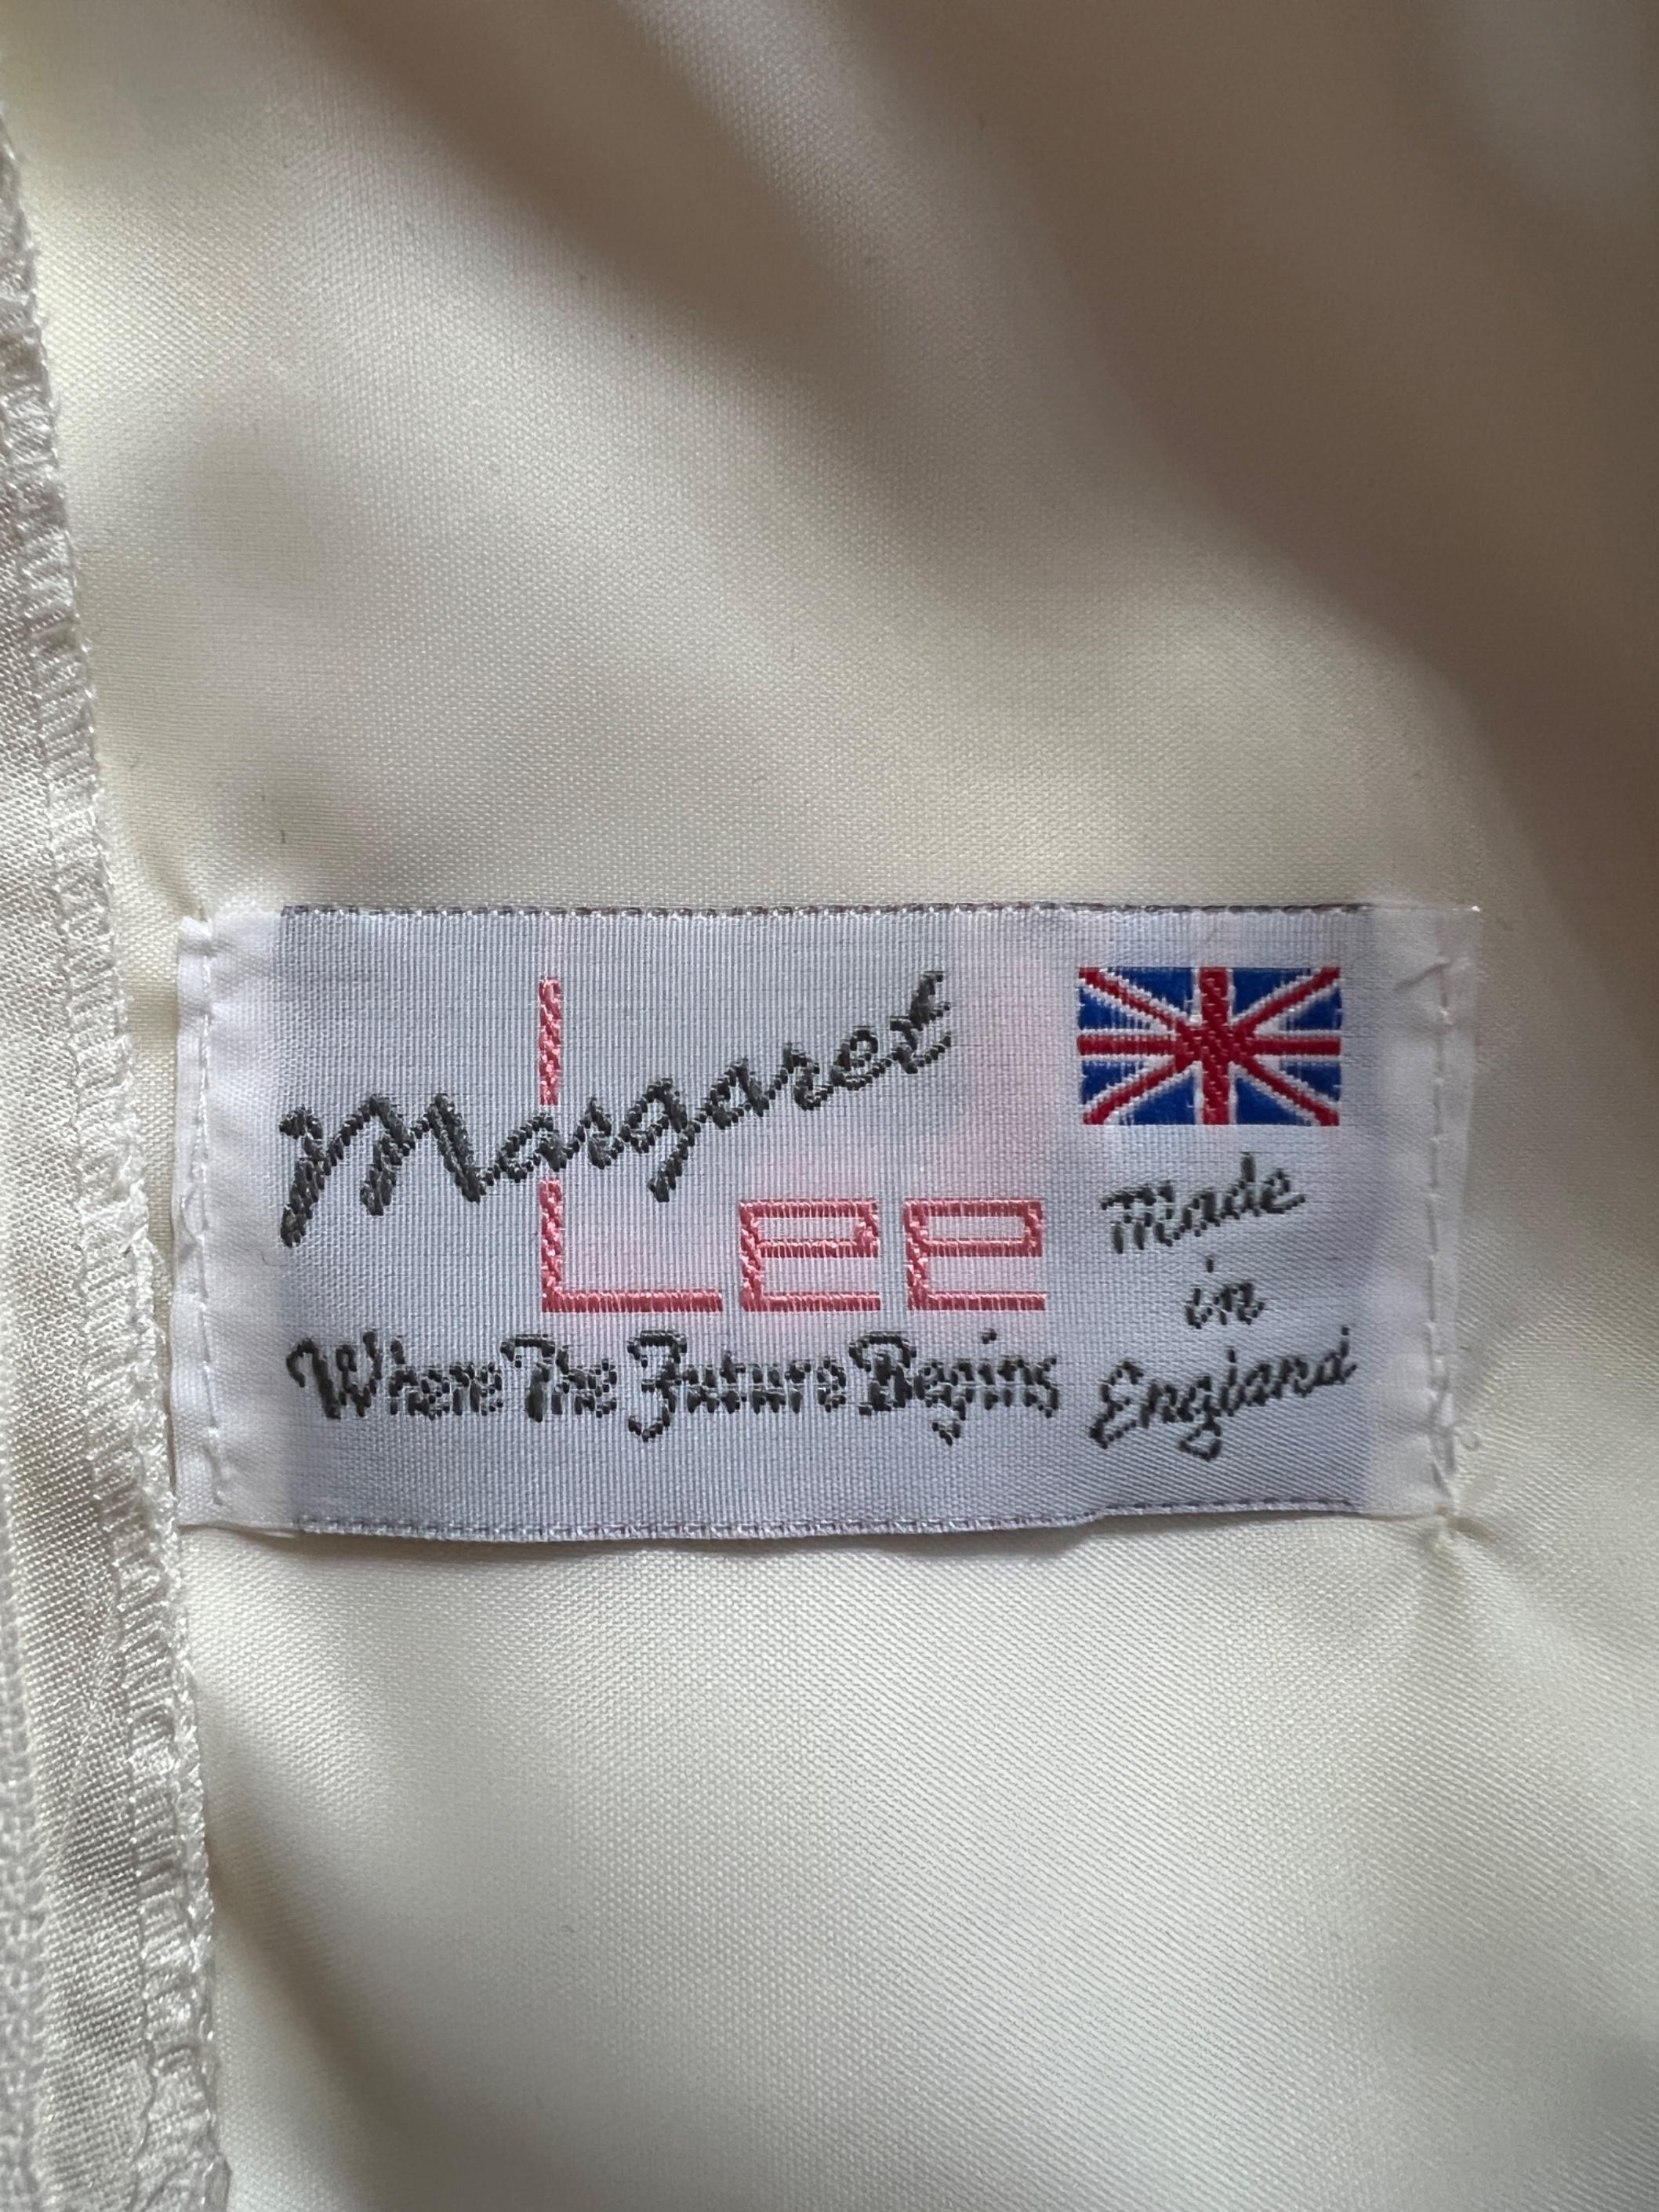 Margaret
Lee
Where The Future Begins
Made
in
England